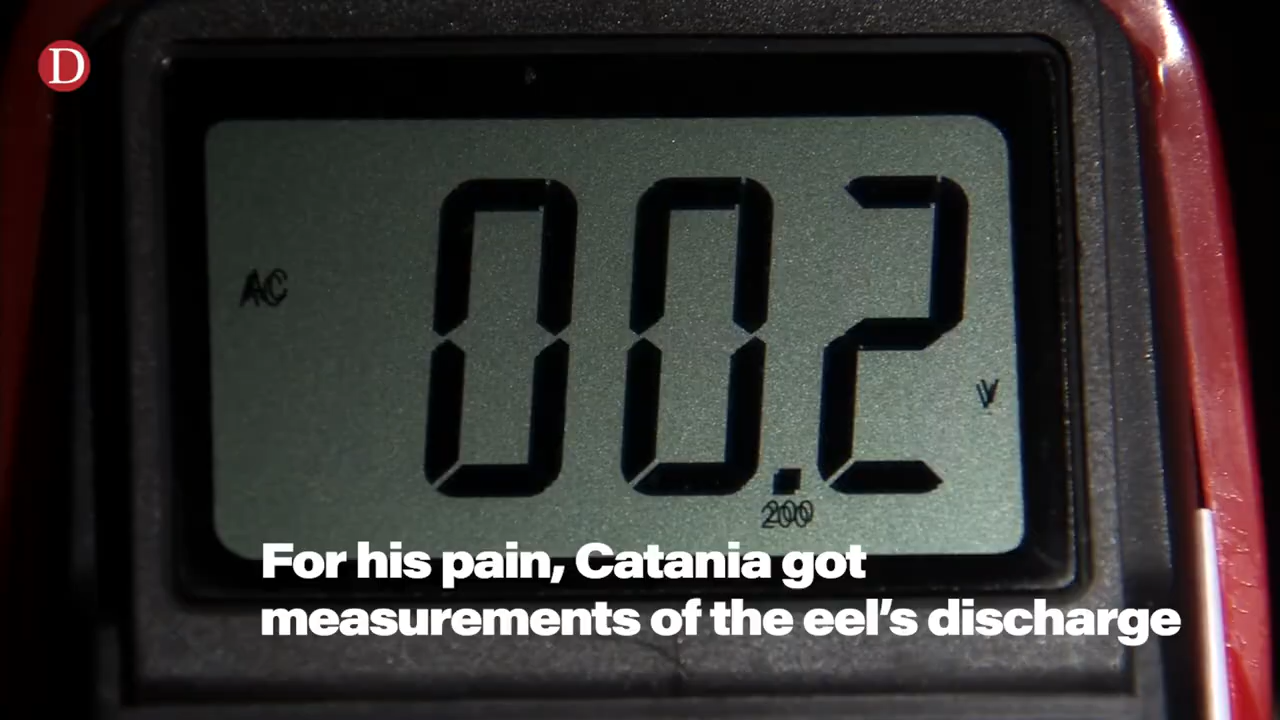 D
AC
00.2
V
200
For his pain, Catania got
measurements of the eel's discharge